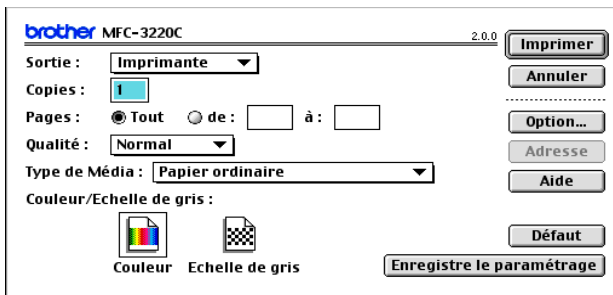 brother MFC-3220C
2.0.0
Imprimer
Sortie : Imprimante
Annuler
Copies : 1
Pages : Tout de : à :
Option...
Qualité : Normal
Adresse
Type de Média : Papier ordinaire
Aide
Couleur/Echelle de gris :
Couleur Echelle de gris
Défaut
Enregistre le paramétrage